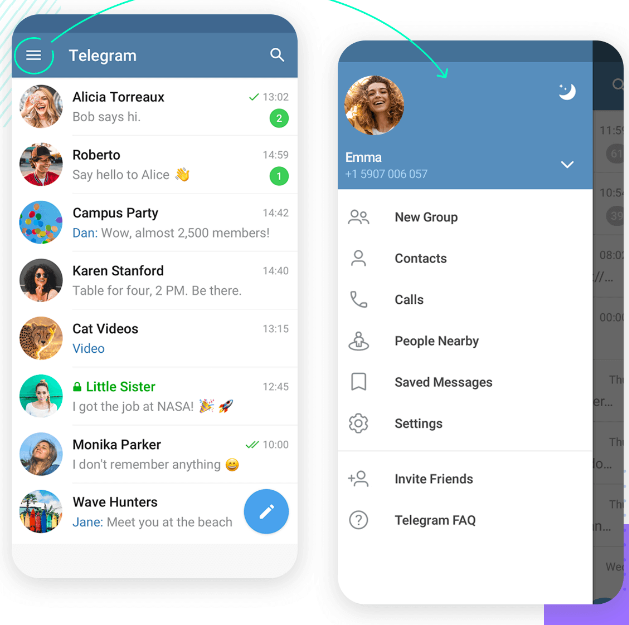 Telegram
Alicia Torreaux 13:02
Bob says hi. 2
Roberto 14:59
Say hello to Alice 👋 1
Campus Party 14:42
Dan: Wow, almost 2,500 members!
Karen Stanford 14:40
Table for four, 2 PM. Be there.
Cat Videos 13:15
Video
Little Sister 12:45
I got the job at NASA! 🎉 🚀
Monika Parker 10:00
I don't remember anything 😄
Wave Hunters
Jane: Meet you at the beach
Emma
+1 5907 006 057
New Group
Contacts
Calls
People Nearby
Saved Messages
Settings
Invite Friends
Telegram FAQ